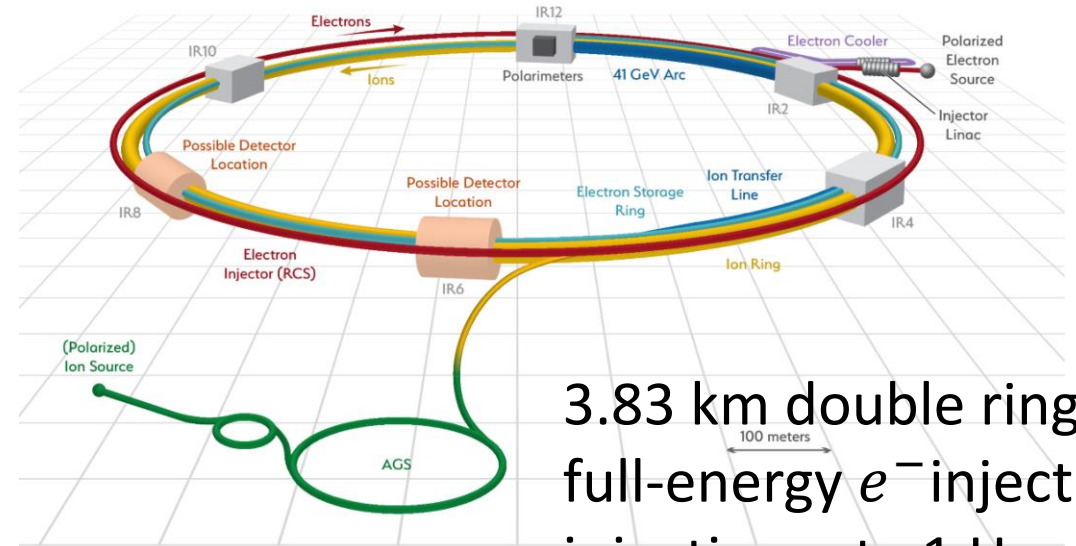 IR12
Electrons
IR10
Ions
Polarimeters
41 GeV Arc
Electron Cooler
Polarized
Electron
Source
IR2
Injector
Linac
Possible Detector
Location
Possible Detector
Location
Electron Storage
Ring
Ion Transfer
Line
IR8
IR4
Electron
Injector (RCS)
Ion Ring
IR6
(Polarized)
Ion Source
AGS
100 meters
3.83 km double ring
full-energy e⁻ inject